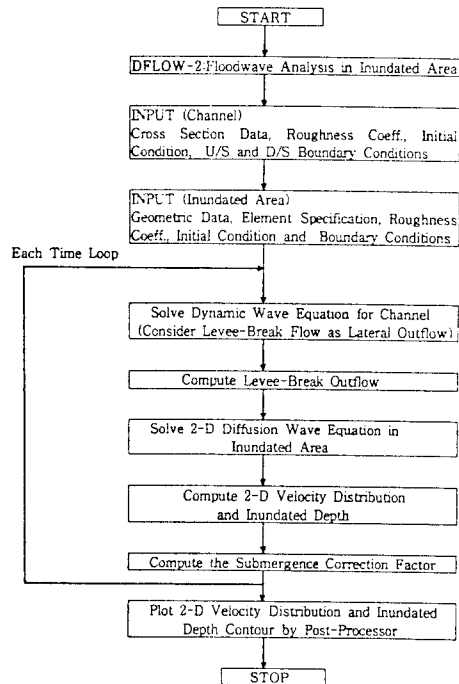 START
DFLOW-2:Floodwave Analysis in Inundated Area
INPUT (Channel)
Cross Section Data, Roughness Coeff., Initial
Condition, U/S and D/S Boundary Conditions
INPUT (Inundated Area)
Geometric Data, Element Specification, Roughness
Coeff., Initial Condition and Boundary Conditions
Each Time Loop
Solve Dynamic Wave Equation for Channel
(Consider Levee-Break Flow as Lateral Outflow)
Compute Levee-Break Outflow
Solve 2-D Diffusion Wave Equation in
Inundated Area
Compute 2-D Velocity Distribution
and Inundated Depth
Compute the Submergence Correction Factor
Plot 2-D Velocity Distribution and Inundated
Depth Contour by Post-Processor
STOP